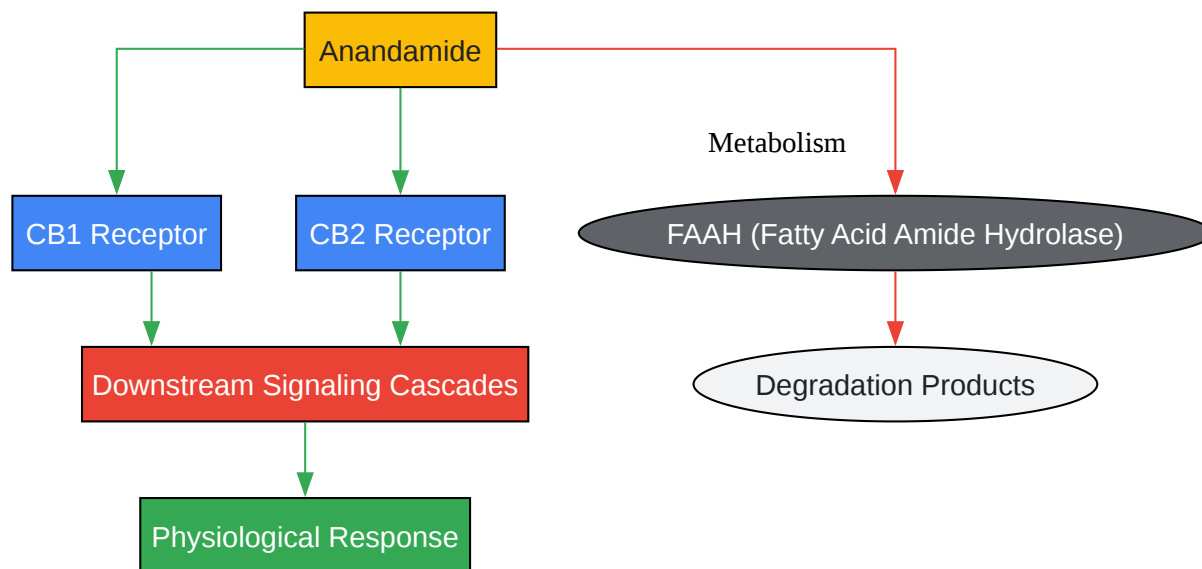 Anandamide
Metabolism
CB1 Receptor
CB2 Receptor
FAAH (Fatty Acid Amide Hydrolase)
Downstream Signaling Cascades
Degradation Products
Physiological Response